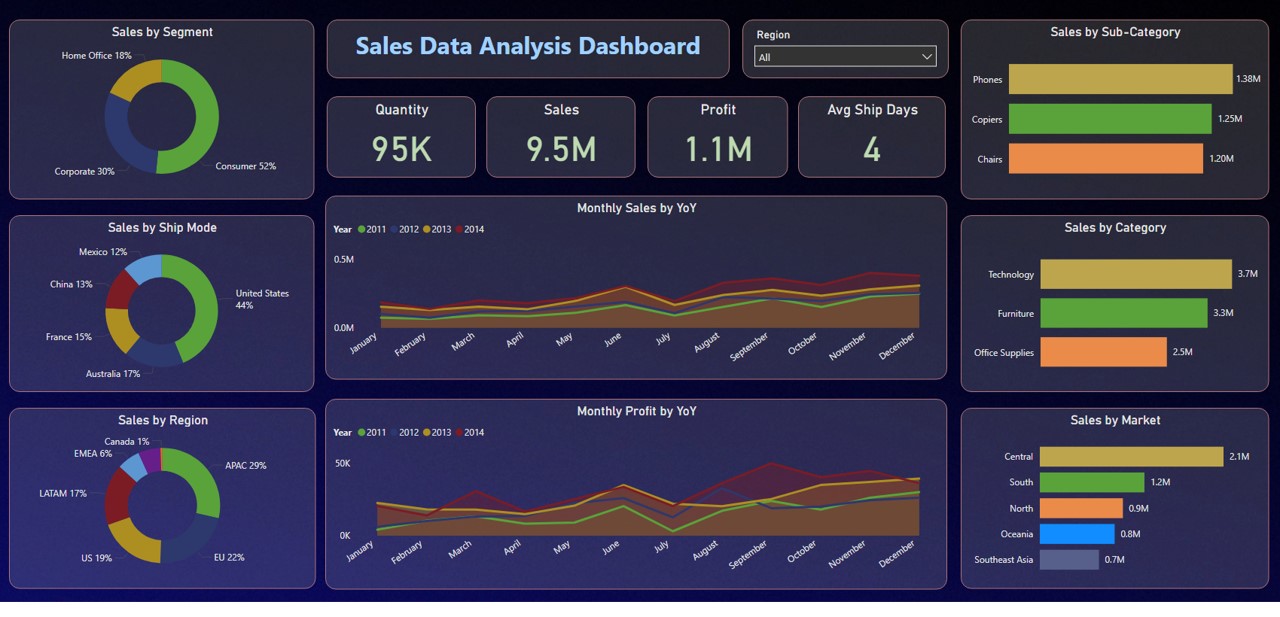 Sales by Segment
Home Office 18%
Corporate 30%
Consumer 52%
Sales Data Analysis Dashboard
Region
All
Quantity
95K
Sales
9.5M
Profit
1.1M
Avg Ship Days
4
Sales by Sub-Category
Phones 1.38M
Copiers 1.25M
Chairs 1.20M
Sales by Ship Mode
Mexico 12%
China 13%
United States
44%
France 15%
Australia 17%
Monthly Sales by YoY
Year 2011 2012 2013 2014
0.5M
0.0M
January February March April May June July August September October November December
Sales by Category
Technology 3.7M
Furniture 3.3M
Office Supplies 2.5M
Sales by Region
Canada 1%
EMEA 6%
APAC 29%
LATAM 17%
US 19%
EU 22%
Monthly Profit by YoY
Year 2011 2012 2013 2014
50K
0K
January February March April May June July August September October November December
Sales by Market
Central 2.1M
South 1.2M
North 0.9M
Oceania 0.8M
Southeast Asia 0.7M